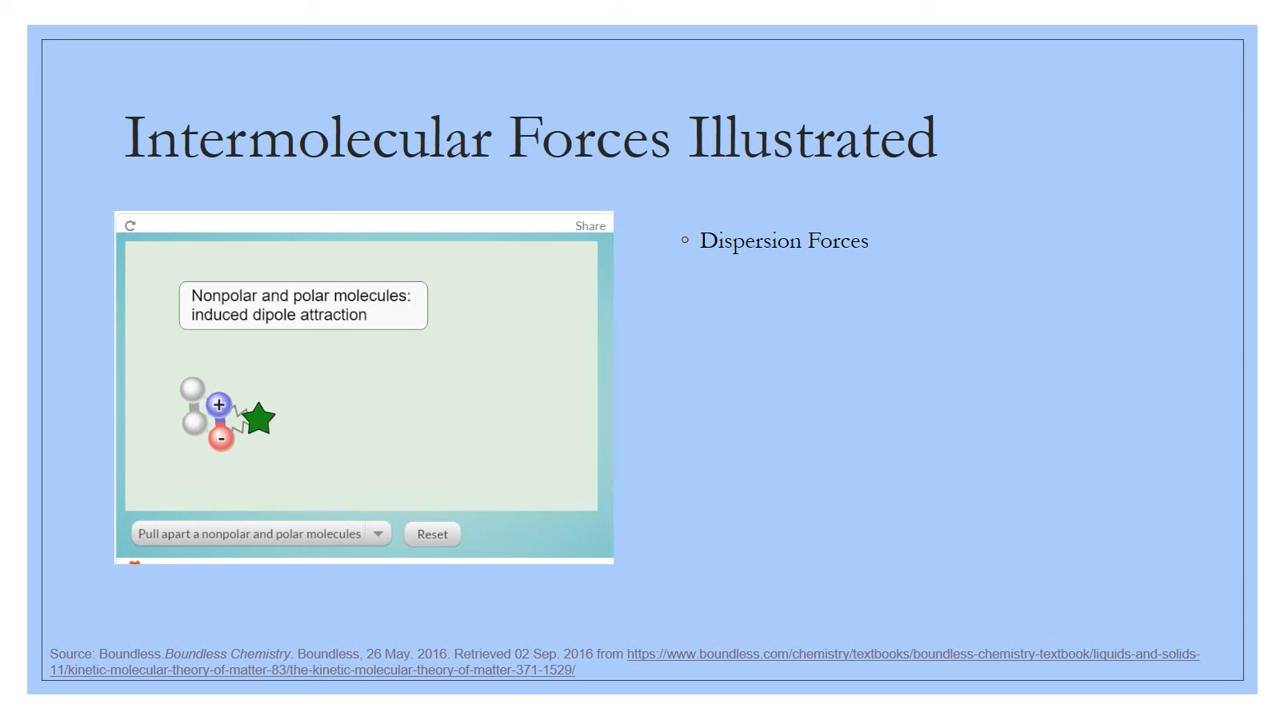 Intermolecular Forces Illustrated
Share
Nonpolar and polar molecules:
induced dipole attraction
+
-
Pull apart a nonpolar and polar molecules
Reset
◦ Dispersion Forces
Source: Boundless.Boundless Chemistry. Boundless, 26 May. 2016. Retrieved 02 Sep. 2016 from https://www.boundless.com/chemistry/textbooks/boundless-chemistry-textbook/liquids-and-solids-
11/kinetic-molecular-theory-of-matter-83/the-kinetic-molecular-theory-of-matter-371-1529/